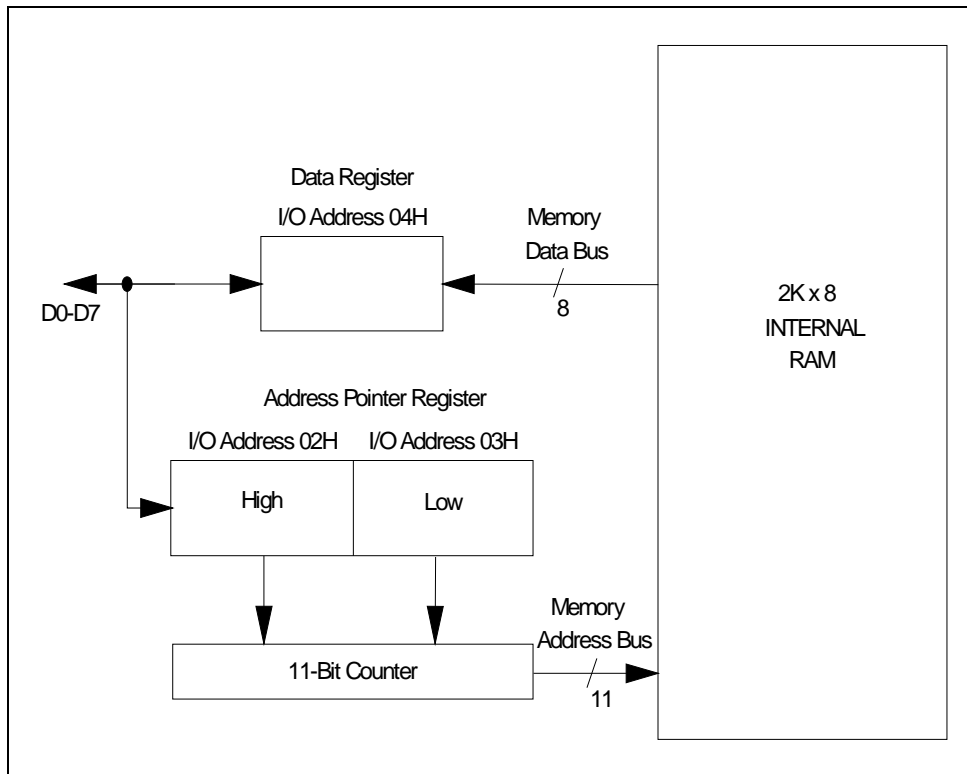 Data Register
I/O Address 04H
Memory
Data Bus
8
D0-D7
2K x 8
INTERNAL
RAM
Address Pointer Register
I/O Address 02H
I/O Address 03H
High
Low
11-Bit Counter
Memory
Address Bus
11